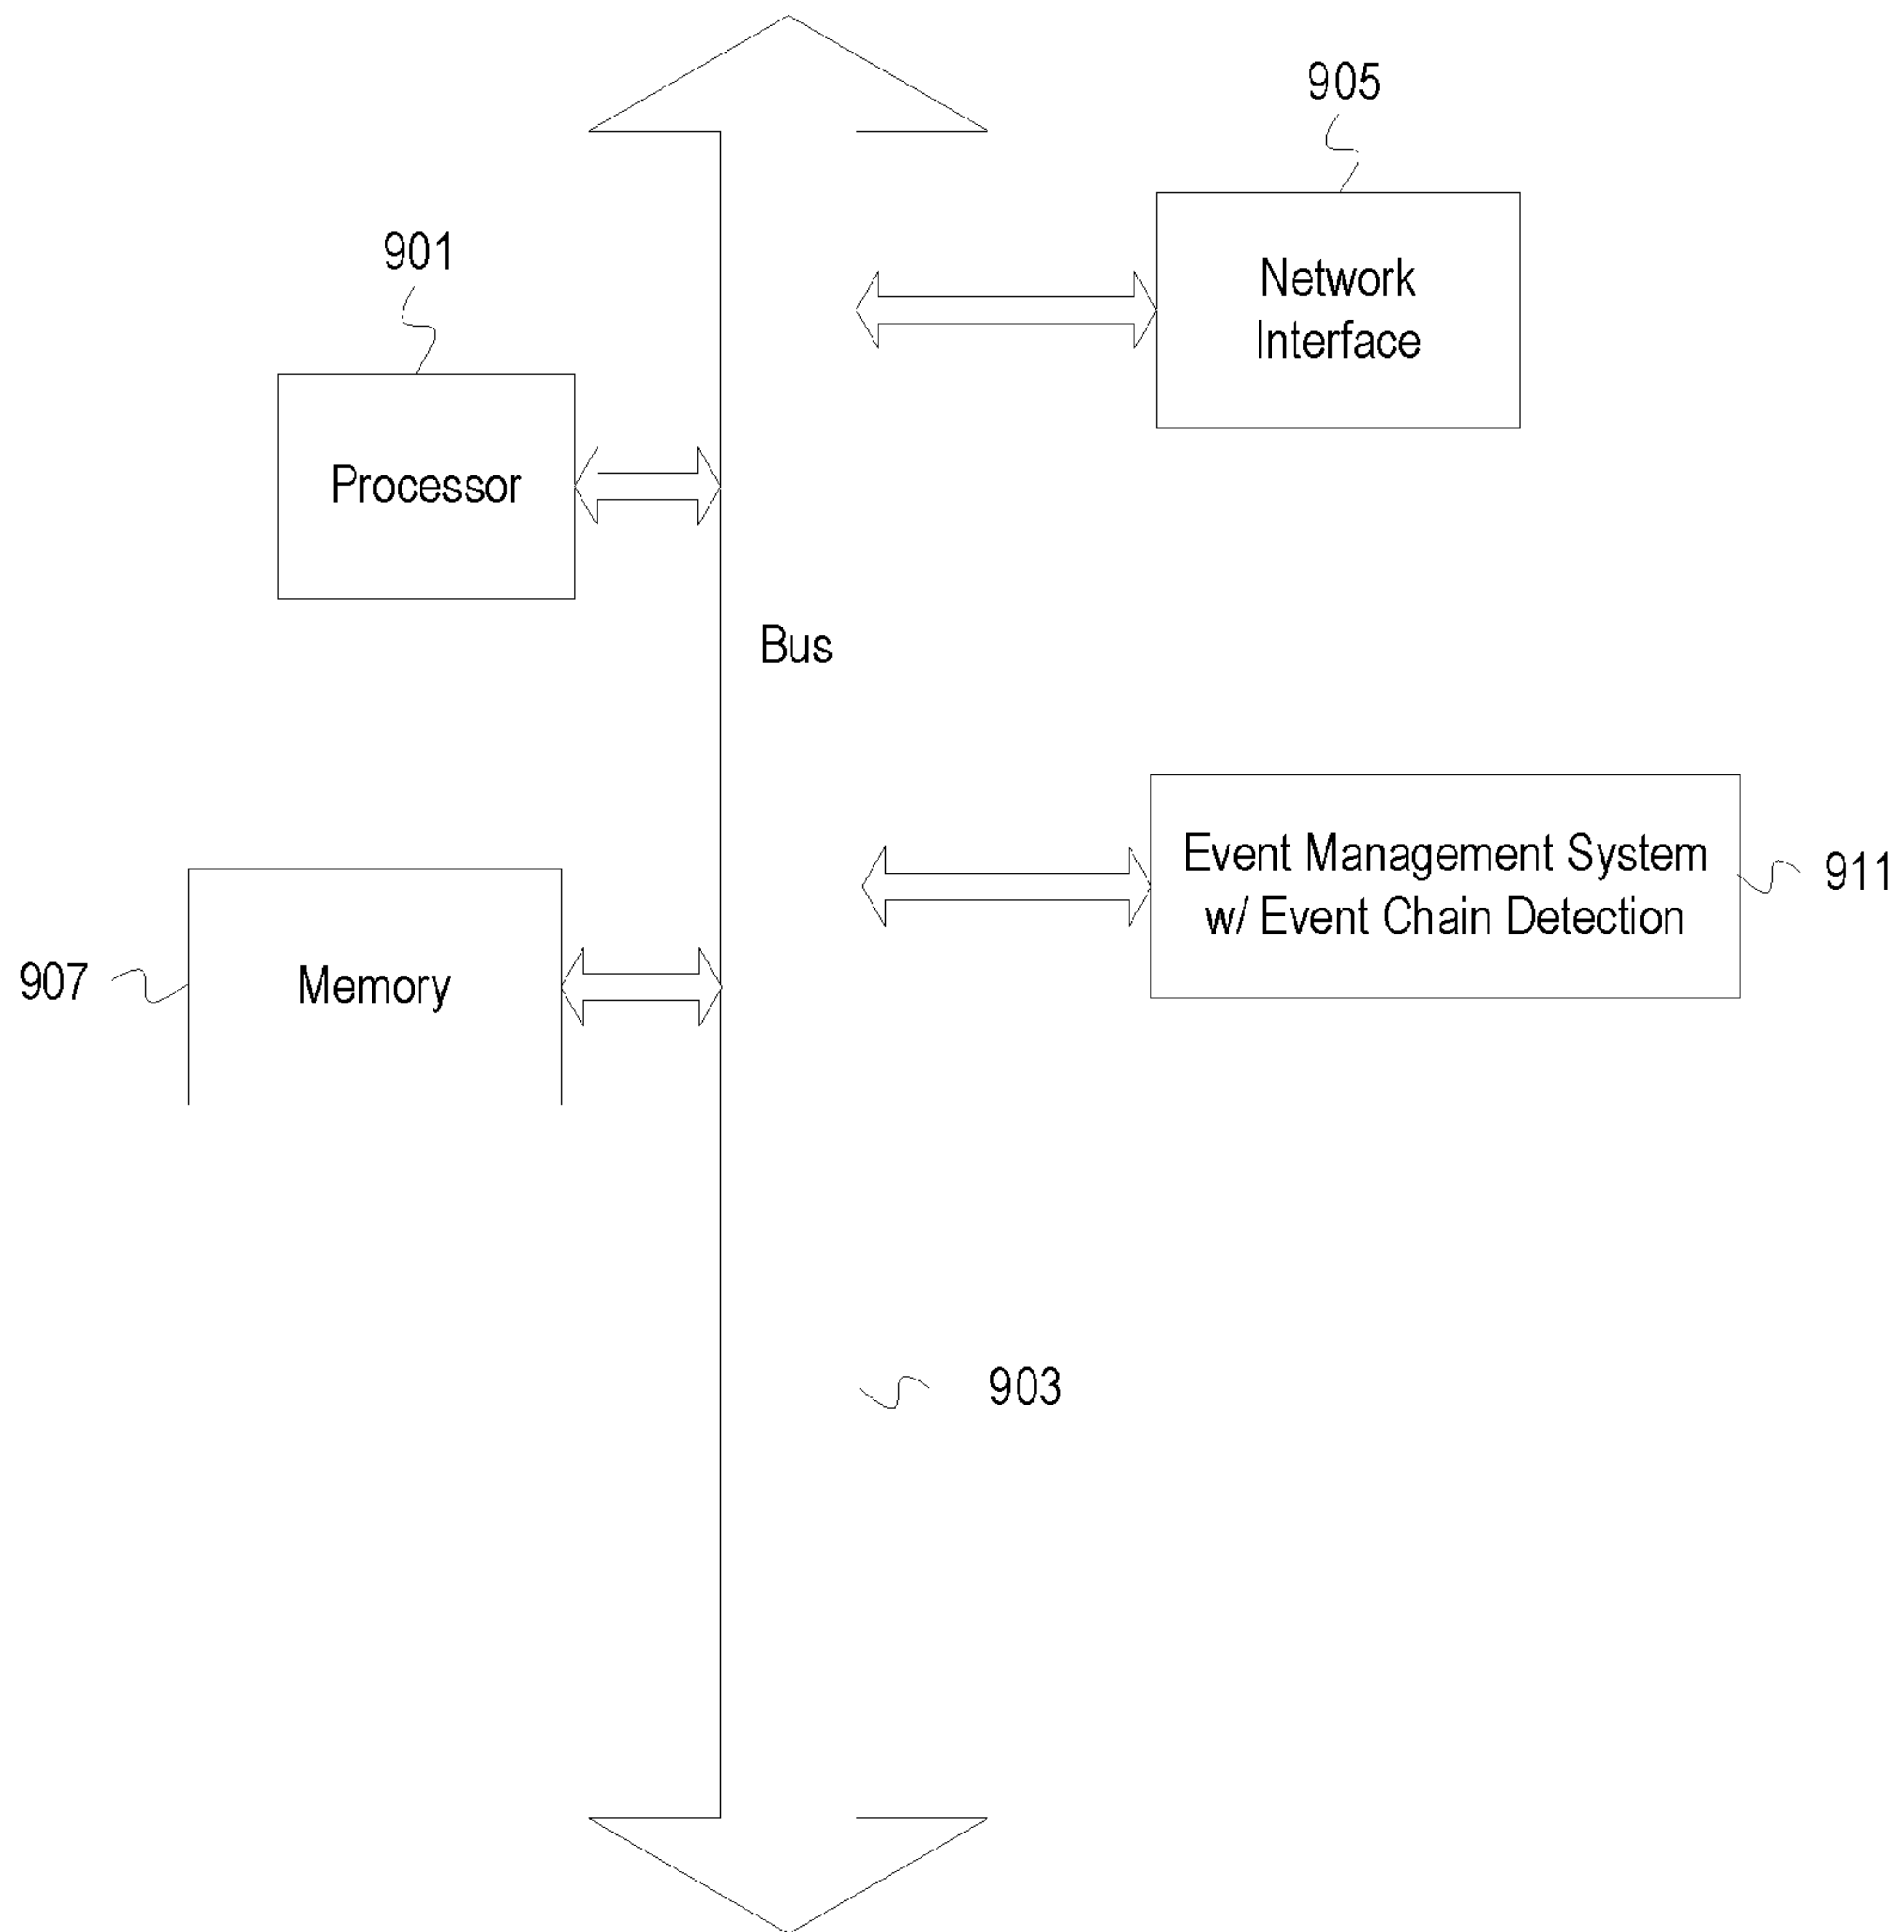 905
901
Network
Interface
Processor
Bus
Event Management System
w/ Event Chain Detection
911
907
Memory
903